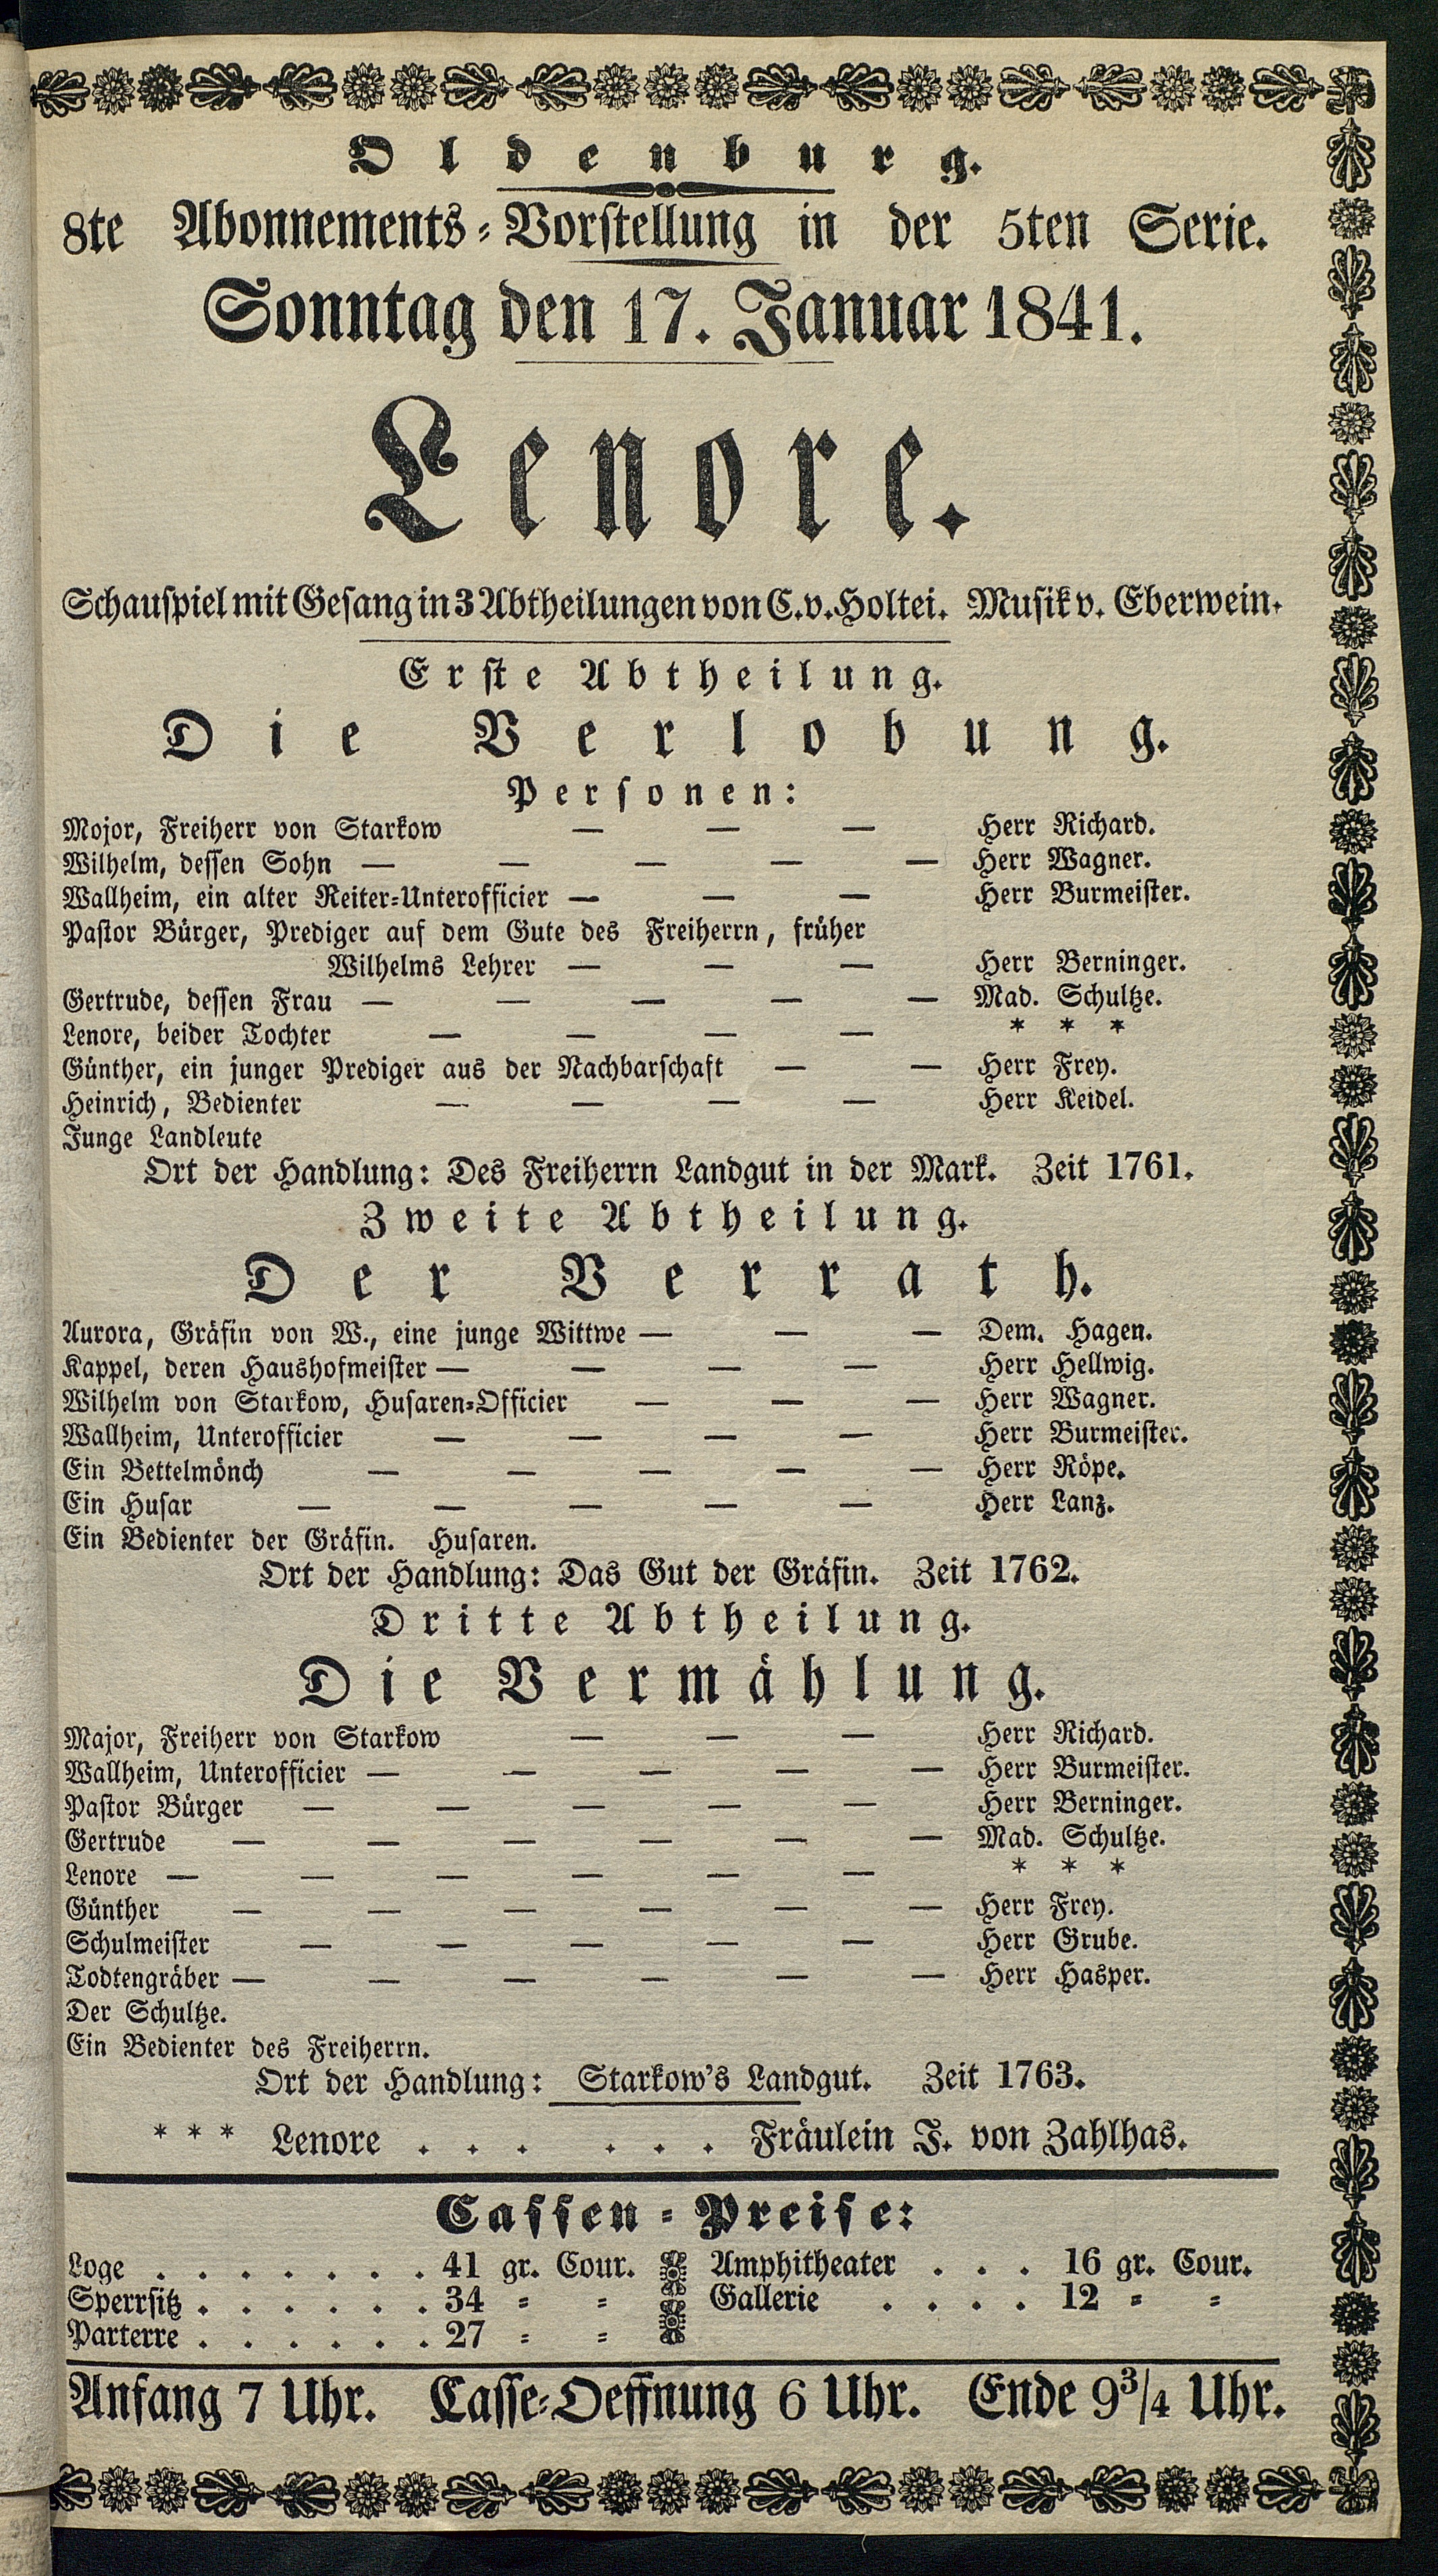 Oldenburg.
8te Abonnements-Vorstellung in der 5ten Serie.
Sonntag den 17. Januar 1841.
Lenore.
Schauspiel mit Gesang in 3 Abtheilungen von C. v. Holtei. Musik v. Eberwein.
Erste Abtheilung.
Die Verlobung.
Personen:
Mojor, Freiherr von Starkow — — — Herr Richard.
Wilhelm, dessen Sohn — — — — — Herr Wagner.
Wallheim, ein alter Reiter-Unterofficier — — — Herr Burmeister.
Pastor Bürger, Prediger auf dem Gute des Freiherrn, früher
Wilhelms Lehrer — — — Herr Berninger.
Gertrude, dessen Frau — — — — — Mad. Schultze.
Lenore, beider Tochter — — — — * * *
Günther, ein junger Prediger aus der Nachbarschaft — — Herr Frey.
Heinrich, Bedienter — — — — Herr Keidel.
Junge Landleute
Ort der Handlung: Des Freiherrn Landgut in der Mark. Zeit 1761.
Zweite Abtheilung.
Der Verrath.
Aurora, Gräfin von W., eine junge Wittwe — — — Dem. Hagen.
Kappel, deren Haushofmeister — — — — Herr Hellwig.
Wilhelm von Starkow, Husaren-Officier — — — Herr Wagner.
Wallheim, Unterofficier — — — — Herr Burmeister.
Ein Bettelmönch — — — — — Herr Röpe.
Ein Husar — — — — — Herr Lanz.
Ein Bedienter der Gräfin. Husaren.
Ort der Handlung: Das Gut der Gräfin. Zeit 1762.
Dritte Abtheilung.
Die Vermählung.
Major, Freiherr von Starkow — — — Herr Richard.
Wallheim, Unterofficier — — — — — Herr Burmeister.
Pastor Bürger — — — — — Herr Berninger.
Gertrude — — — — — — Mad. Schultze.
Lenore — — — — — — * * *
Günther — — — — — — Herr Frey.
Schulmeister — — — — — Herr Grube.
Todtengräber — — — — — — Herr Hasper.
Der Schultze.
Ein Bedienter des Freiherrn.
Ort der Handlung: Starkow's Landgut. Zeit 1763.
* * * Lenore . . . . . . Fräulein J. von Zahlhas.
Cassen-Preise:
Loge . . . . . . . 41 gr. Cour. Amphitheater . . . 16 gr. Cour.
Sperrsitz . . . . . . 34 = = Gallerie . . . . 12 = =
Parterre . . . . . . 27 = =
Anfang 7 Uhr. Casse-Oeffnung 6 Uhr. Ende 9 3/4 Uhr.